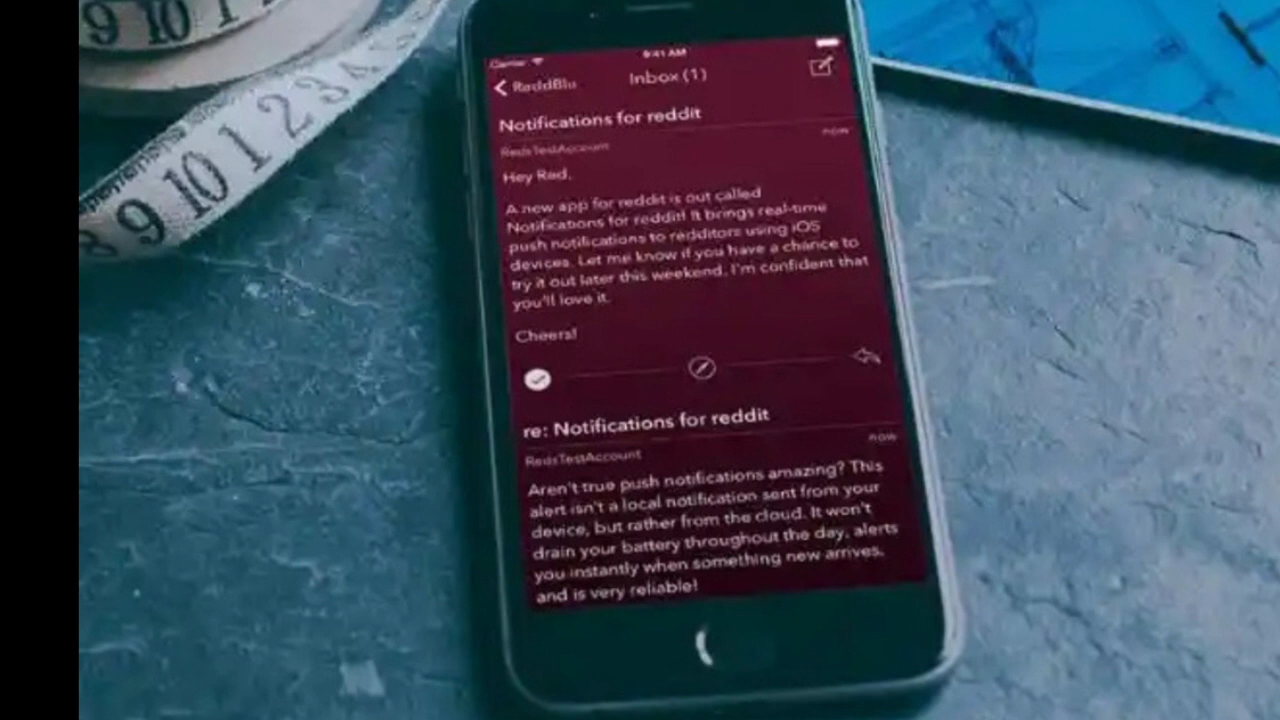 9 10 1
8 9 10 1 2 3 4
9:41 AM
Carrier
ReddBlu
Inbox (1)
Notifications for reddit
now
RedsTestAccount
Hey Red,
A new app for reddit is out called
Notifications for reddit! It brings real-time
push notifications to redditors using iOS
devices. Let me know if you have a chance to
try it out later this weekend. I'm confident that
you'll love it.
Cheers!
re: Notifications for reddit
now
RedsTestAccount
Aren't true push notifications amazing? This
alert isn't a local notification sent from your
device, but rather from the cloud. It won't
drain your battery throughout the day, alerts
you instantly when something new arrives,
and is very reliable!